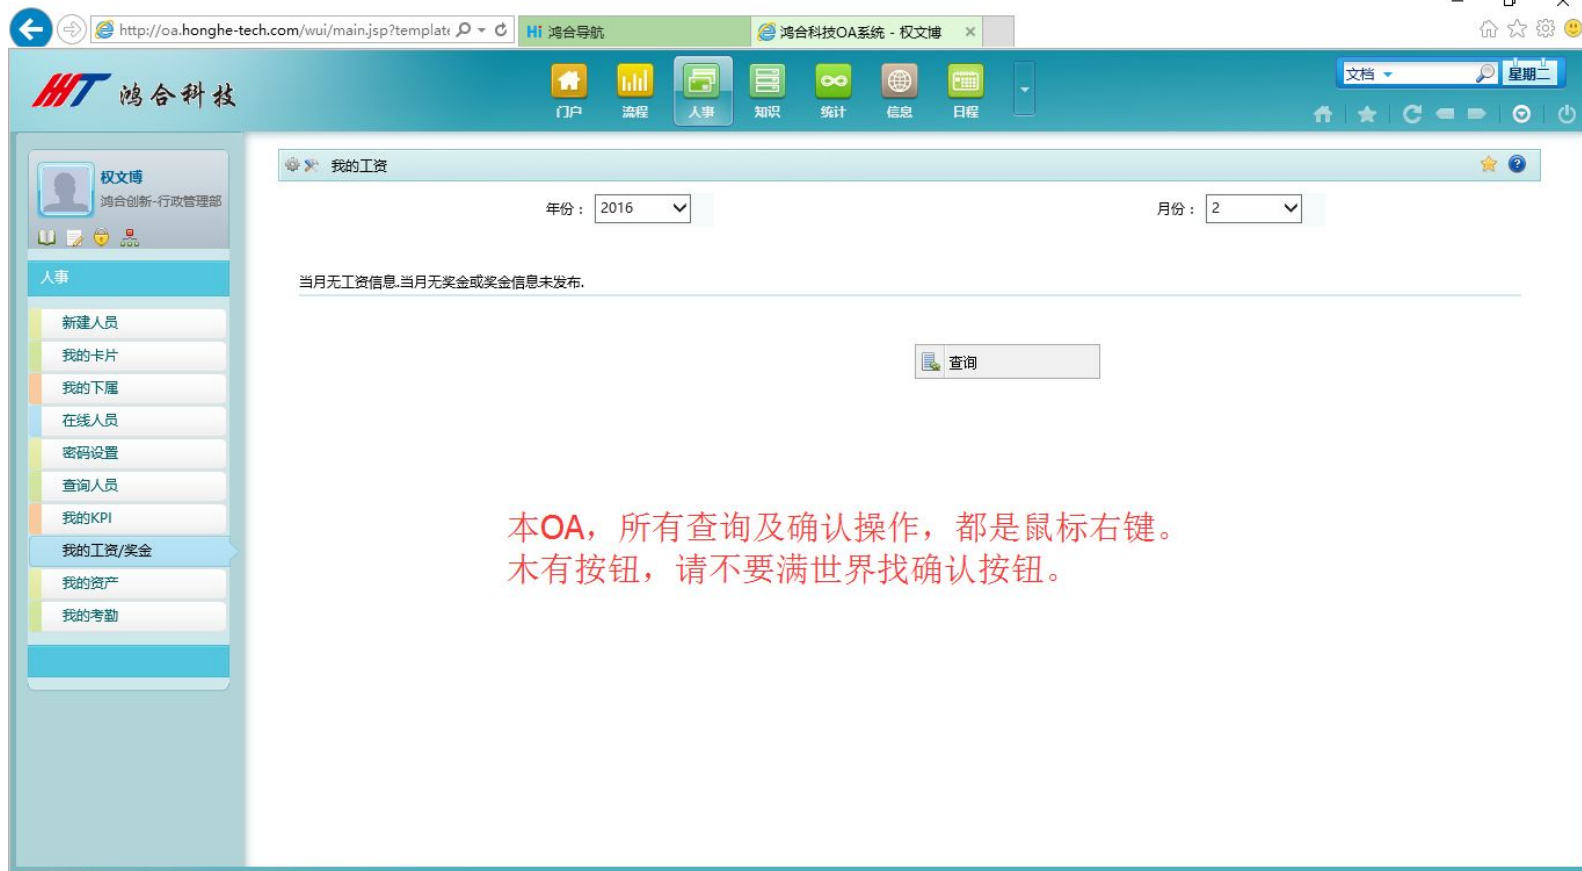 http://oa.honghe-tech.com/wui/main.jsp?templat
Hi 鸿合导航
鸿合科技OA系统 - 权文博
HT 鸿合科技
门户
流程
人事
知识
统计
信息
日程
文档
星期二
权文博
鸿合创新-行政管理部
我的工资
年份: 2016
月份: 2
人事
当月无工资信息.当月无奖金或奖金信息未发布.
新建人员
我的卡片
我的下属
在线人员
密码设置
查询人员
我的KPI
我的工资/奖金
我的资产
我的考勤
查询
本OA，所有查询及确认操作，都是鼠标右键。
木有按钮，请不要满世界找确认按钮。